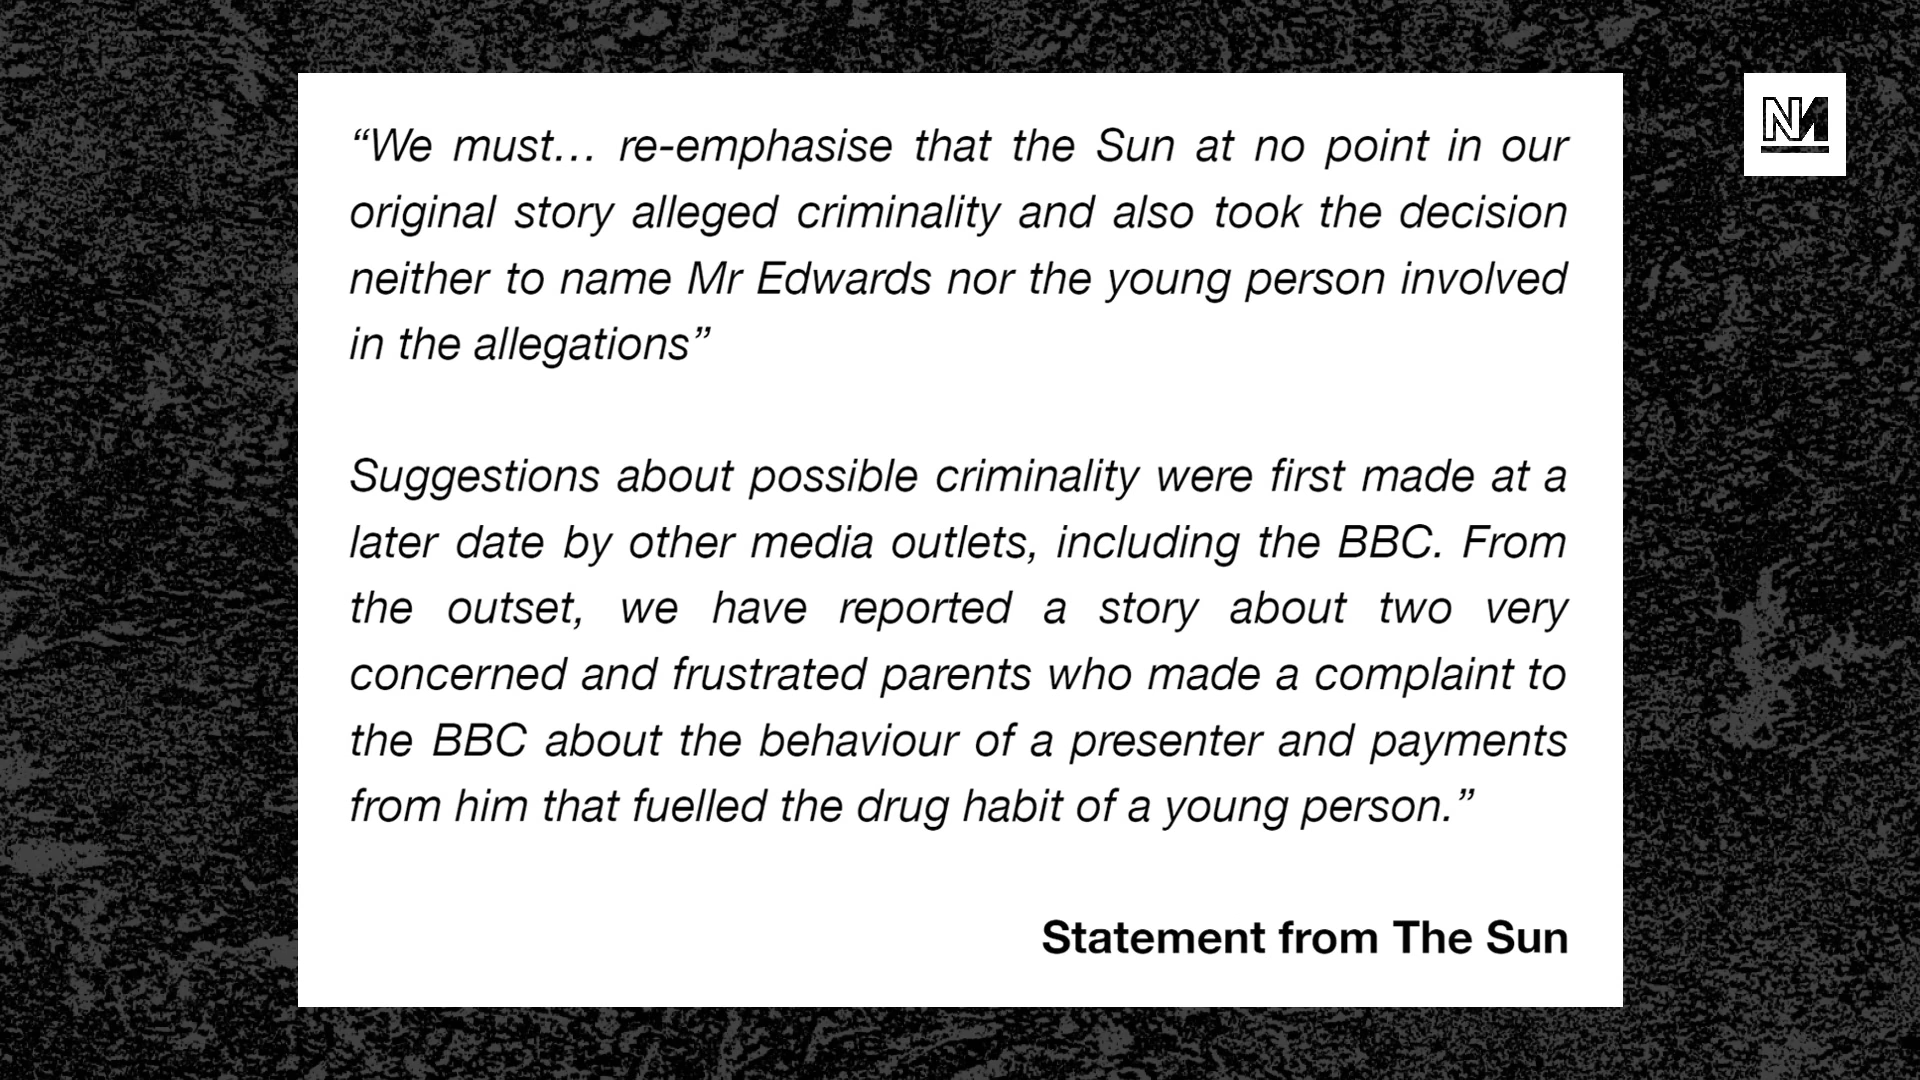 “We must… re-emphasise that the Sun at no point in our
original story alleged criminality and also took the decision
neither to name Mr Edwards nor the young person involved
in the allegations”
Suggestions about possible criminality were first made at a
later date by other media outlets, including the BBC. From
the outset, we have reported a story about two very
concerned and frustrated parents who made a complaint to
the BBC about the behaviour of a presenter and payments
from him that fuelled the drug habit of a young person.”
Statement from The Sun
NM